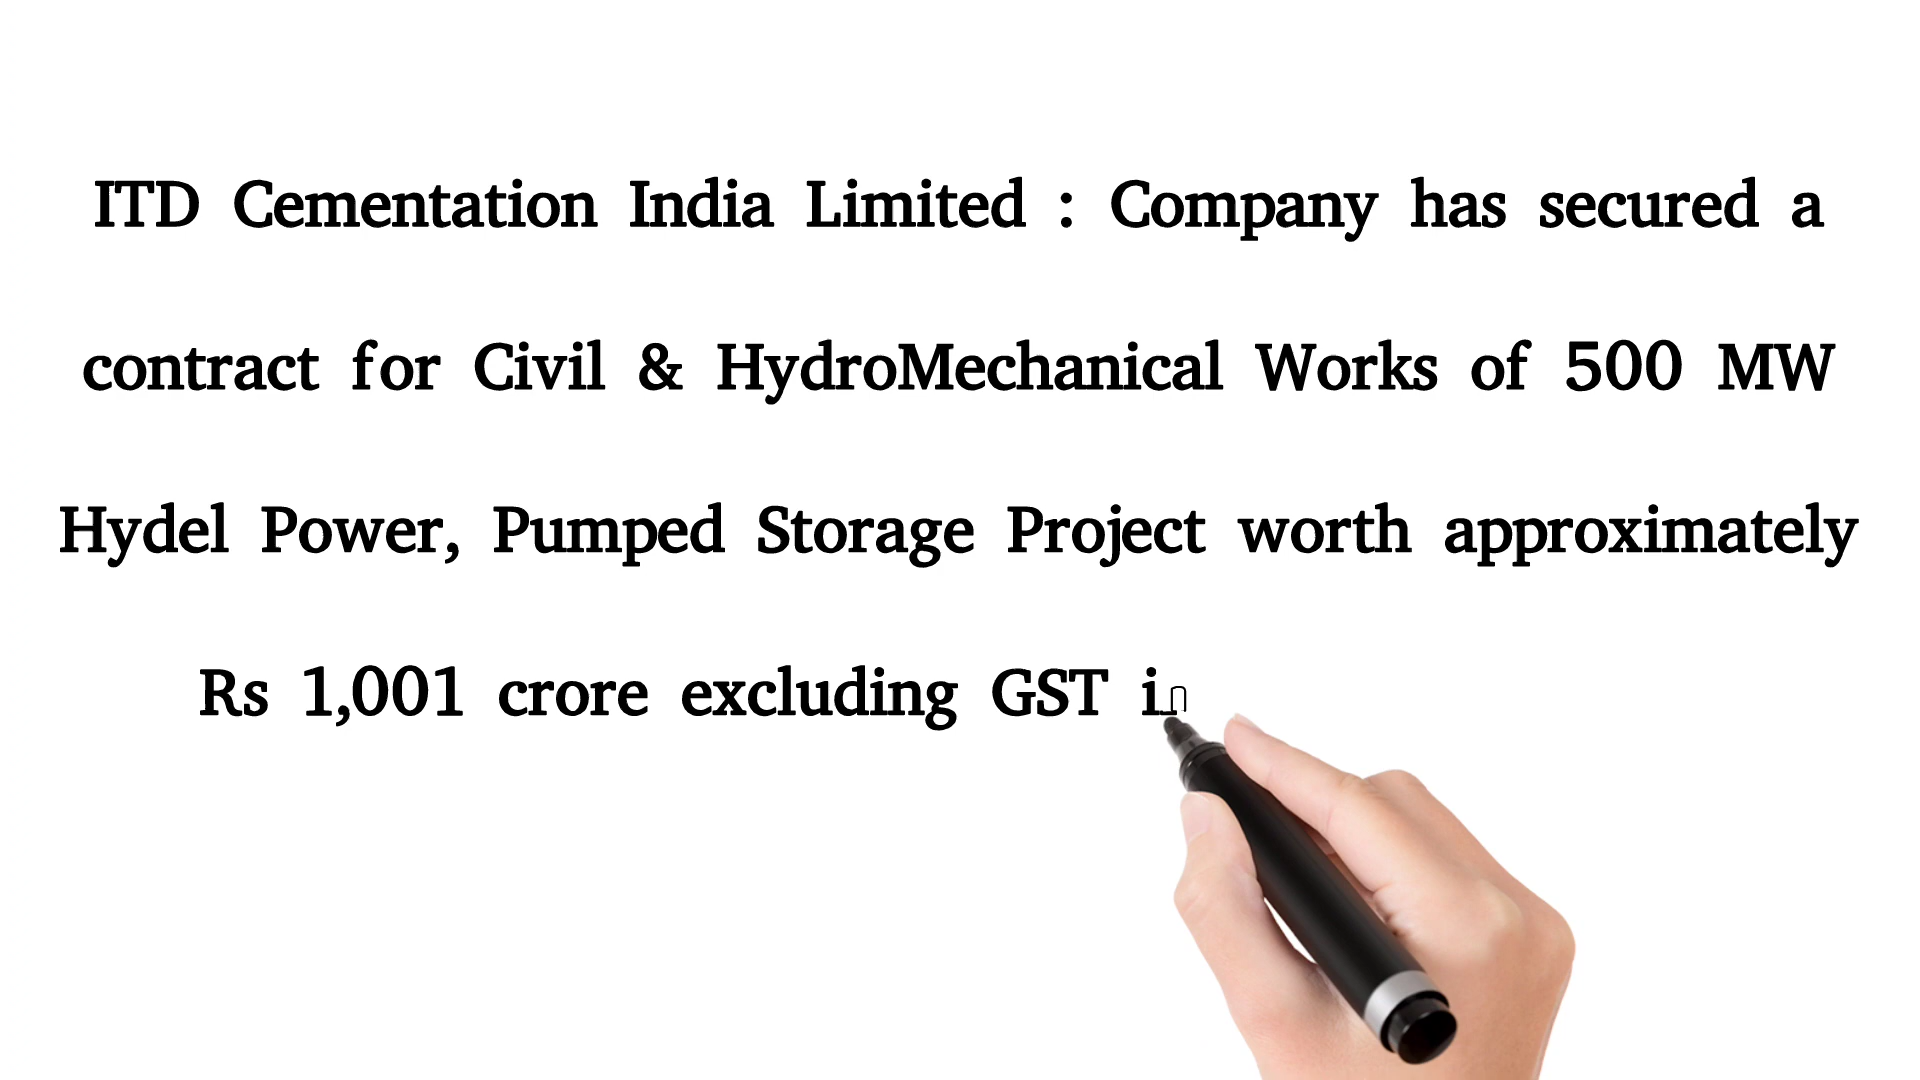 ITD Cementation India Limited : Company has secured a
contract for Civil & HydroMechanical Works of 500 MW
Hydel Power, Pumped Storage Project worth approximately
Rs 1,001 crore excluding GST in